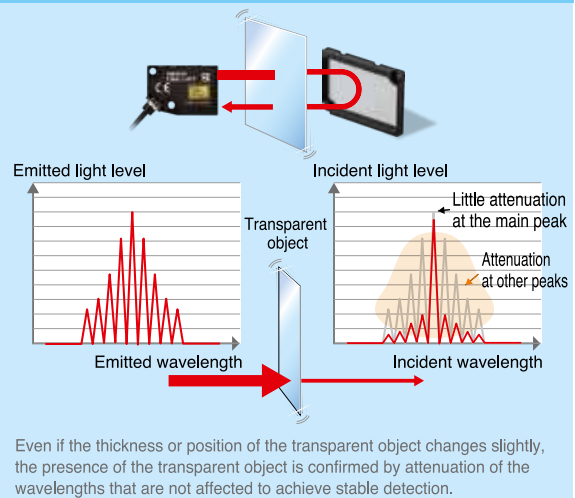 CE
Emitted light level
Incident light level
Little attenuation
at the main peak
Transparent
object
Attenuation
at other peaks
Emitted wavelength
Incident wavelength
Even if the thickness or position of the transparent object changes slightly,
the presence of the transparent object is confirmed by attenuation of the
wavelengths that are not affected to achieve stable detection.